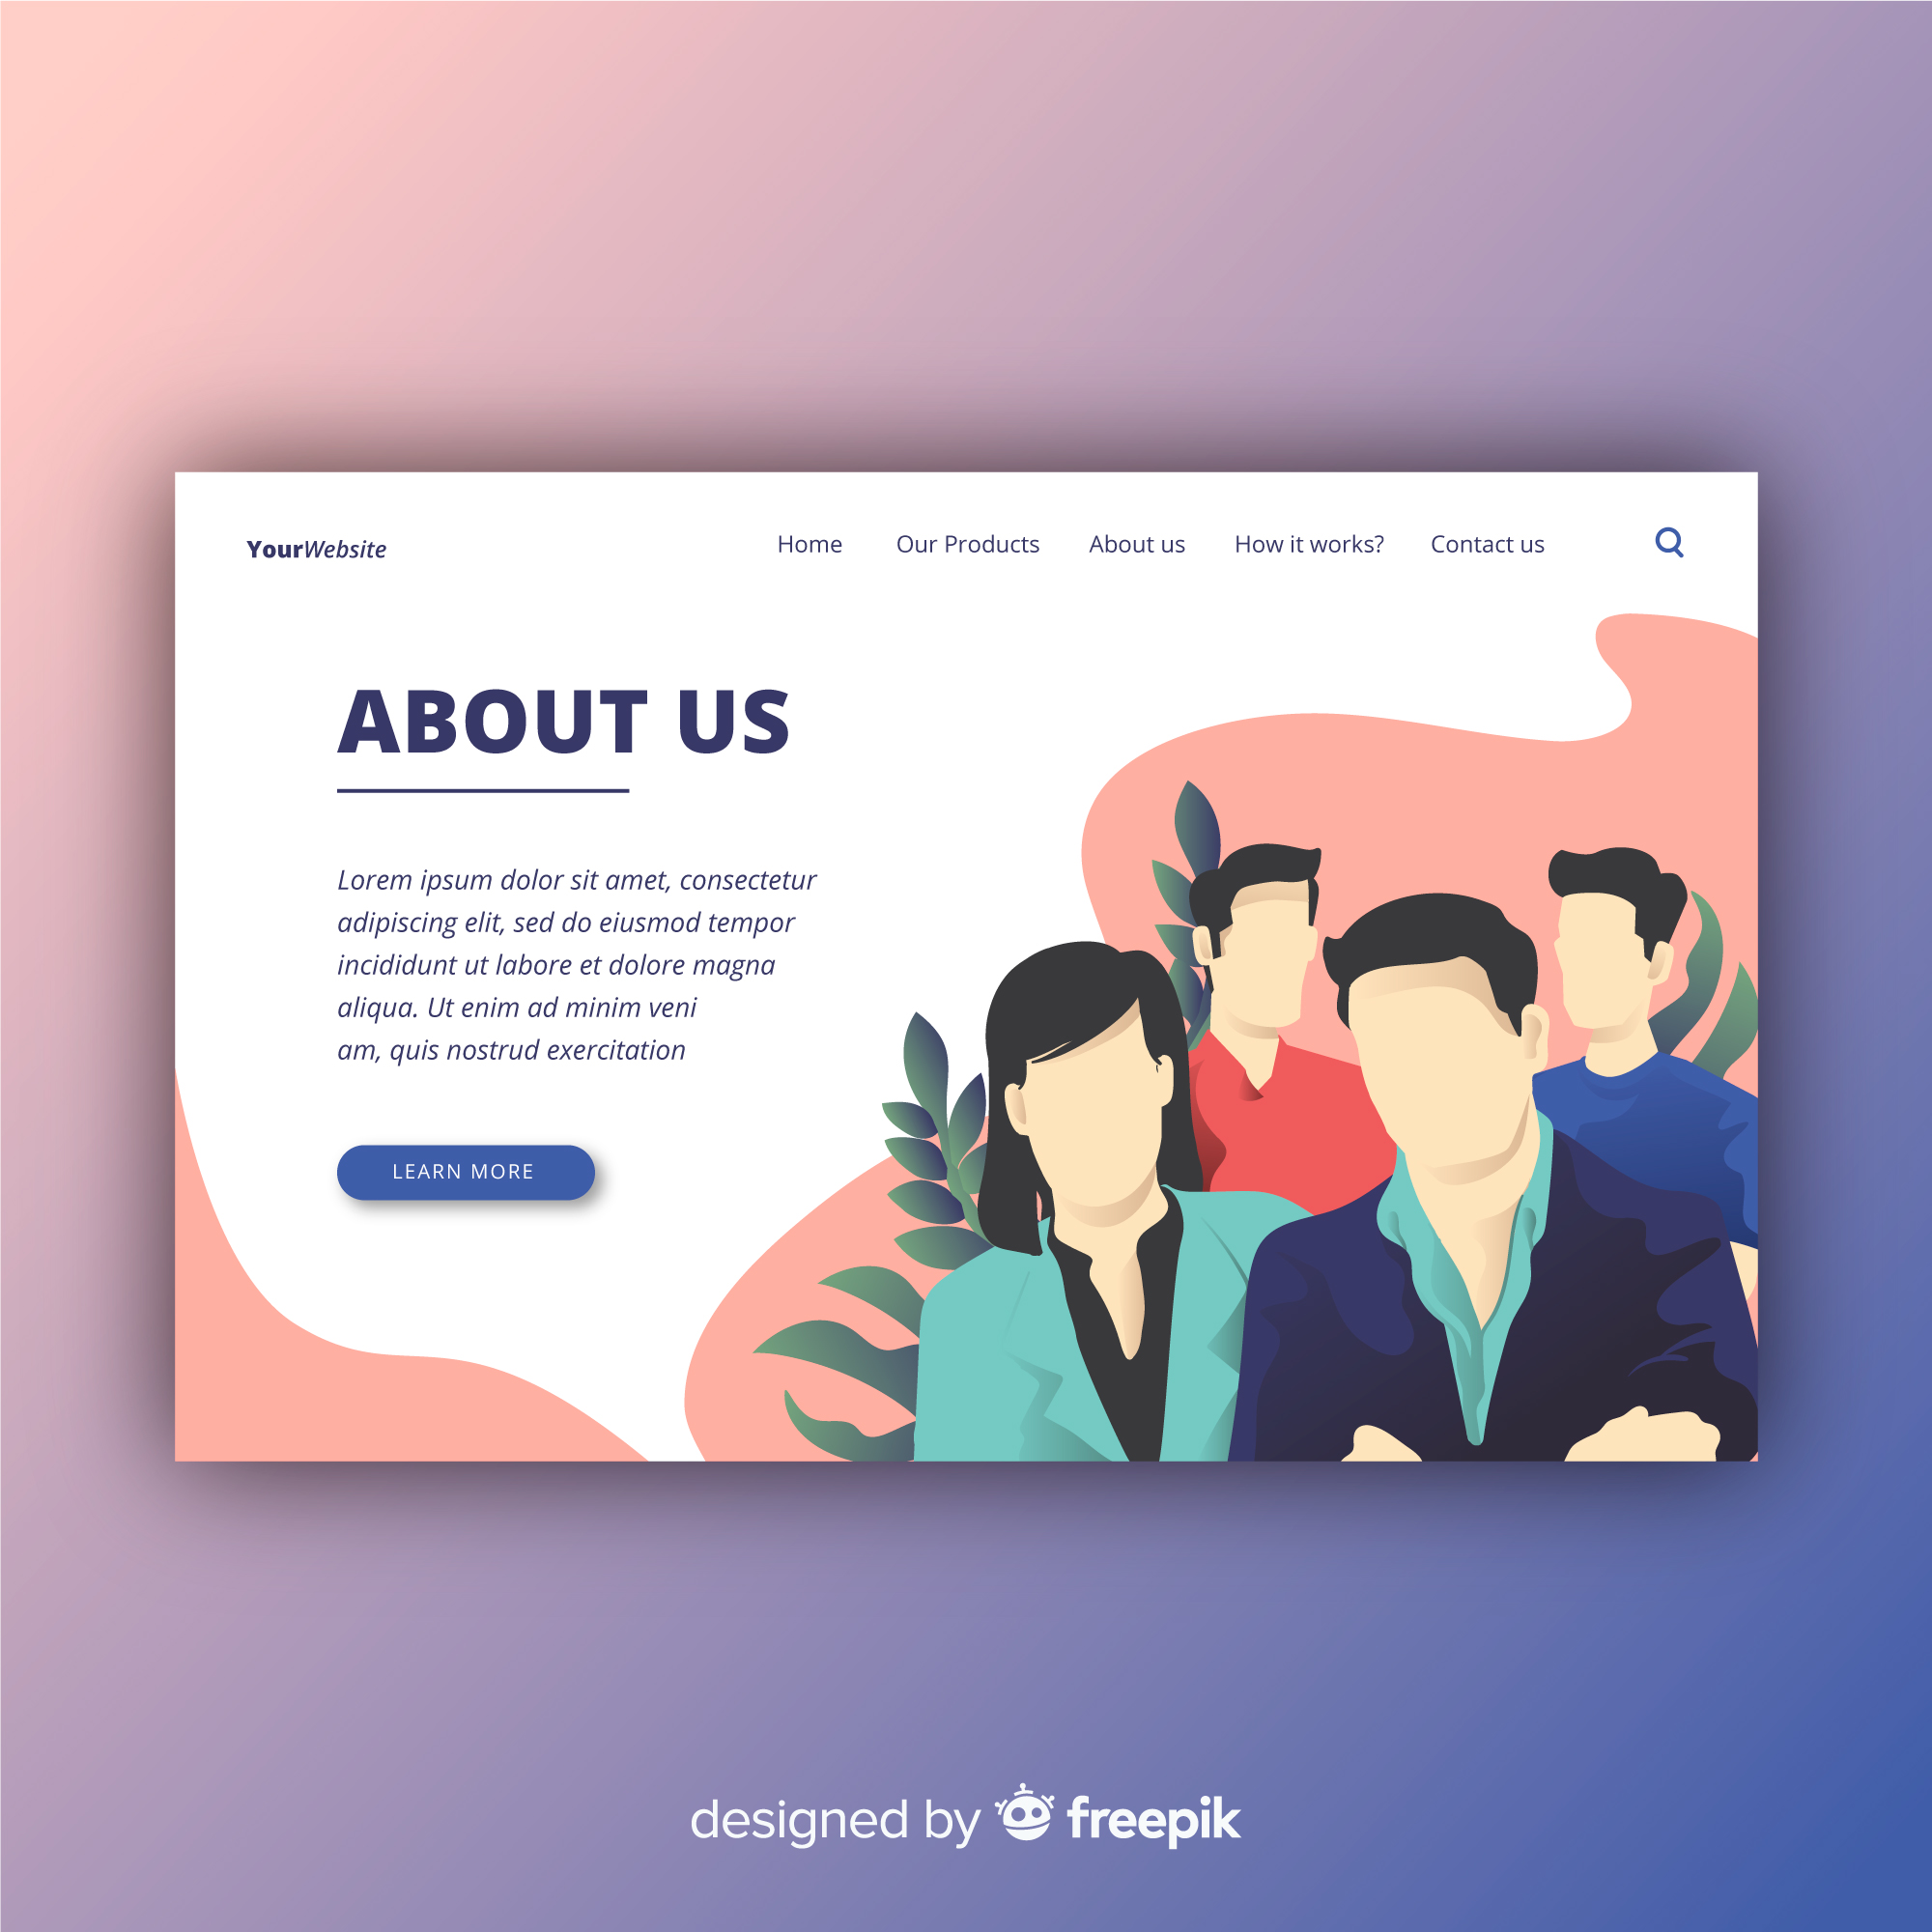 YourWebsite
Home Our Products About us How it works? Contact us
ABOUT US
Lorem ipsum dolor sit amet, consectetur
adipiscing elit, sed do eiusmod tempor
incididunt ut labore et dolore magna
aliqua. Ut enim ad minim veni
am, quis nostrud exercitation
LEARN MORE
designed by freepik